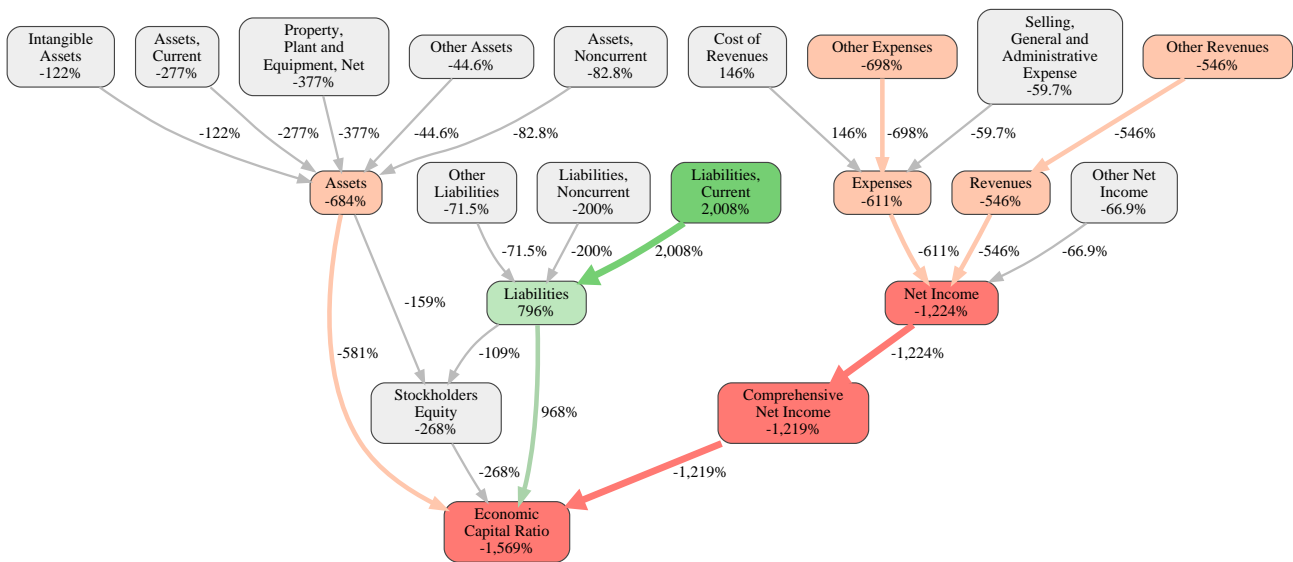 Intangible
Assets
-122%
Assets,
Current
-277%
Property,
Plant and
Equipment, Net
-377%
Other Assets
-44.6%
Assets,
Noncurrent
-82.8%
Cost of
Revenues
146%
Other Expenses
-698%
Selling,
General and
Administrative
Expense
-59.7%
Other Revenues
-546%
-122%
-277%
-377%
-44.6%
-82.8%
146%
-698%
-59.7%
-546%
Assets
-684%
Other
Liabilities
-71.5%
Liabilities,
Noncurrent
-200%
Liabilities,
Current
2,008%
Expenses
-611%
Revenues
-546%
Other Net
Income
-66.9%
-71.5%
-200%
2,008%
-611%
-546%
-66.9%
-159%
Liabilities
796%
Net Income
-1,224%
-581%
-109%
-1,224%
Stockholders
Equity
-268%
968%
Comprehensive
Net Income
-1,219%
-268%
-1,219%
Economic
Capital Ratio
-1,569%